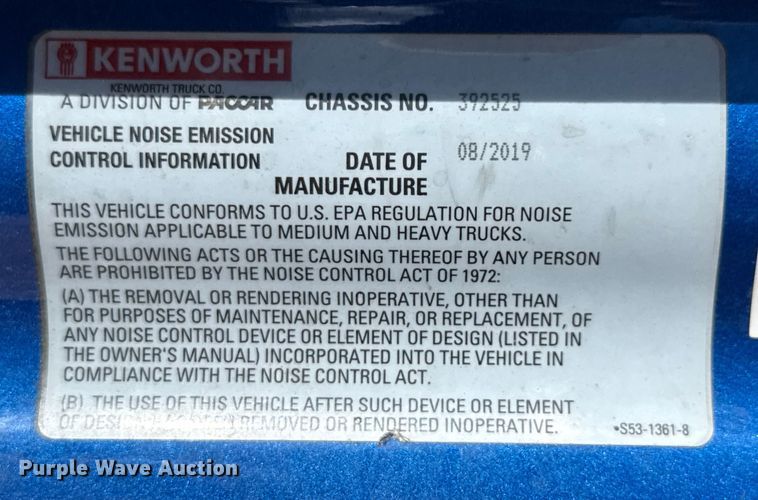 KENWORTH
KENWORTH TRUCK CO.
A DIVISION OF PACCAR CHASSIS NO. 392525
VEHICLE NOISE EMISSION
CONTROL INFORMATION
DATE OF MANUFACTURE 08/2019
THIS VEHICLE CONFORMS TO U.S. EPA REGULATION FOR NOISE
EMISSION APPLICABLE TO MEDIUM AND HEAVY TRUCKS.
THE FOLLOWING ACTS OR THE CAUSING THEREOF BY ANY PERSON
ARE PROHIBITED BY THE NOISE CONTROL ACT OF 1972:
(A) THE REMOVAL OR RENDERING INOPERATIVE, OTHER THAN
FOR PURPOSES OF MAINTENANCE, REPAIR, OR REPLACEMENT, OF
ANY NOISE CONTROL DEVICE OR ELEMENT OF DESIGN (LISTED IN
THE OWNER'S MANUAL) INCORPORATED INTO THE VEHICLE IN
COMPLIANCE WITH THE NOISE CONTROL ACT.
(B) THE USE OF THIS VEHICLE AFTER SUCH DEVICE OR ELEMENT
OF REMOVED OR RENDERED INOPERATIVE.
•S53-1361-8
Purple Wave Auction